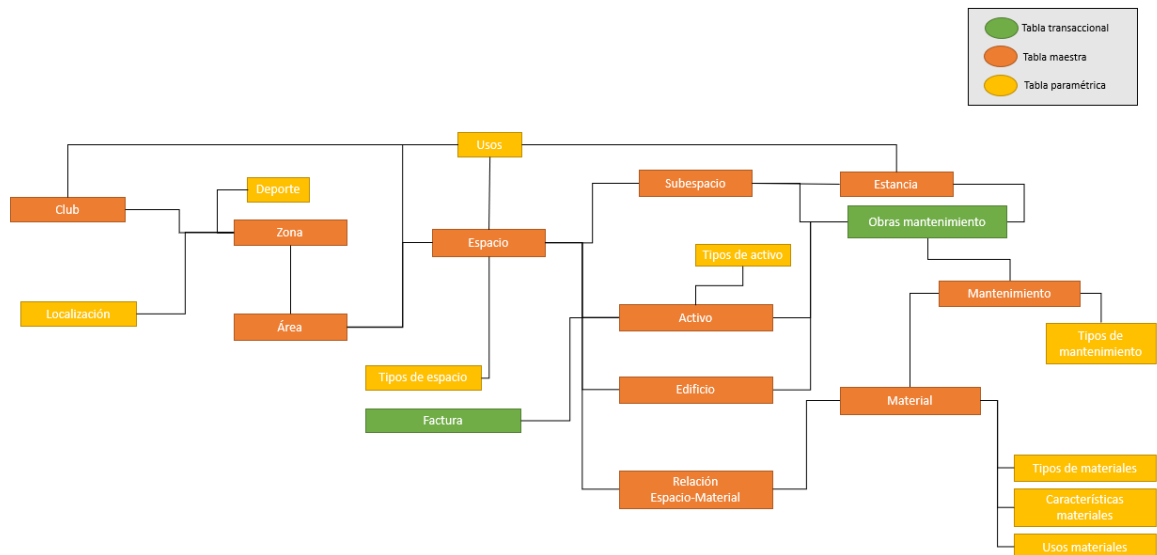 Tabla transaccional
Tabla maestra
Tabla paramétrica
Usos
Deporte
Subespacio
Estancia
Club
Obras mantenimiento
Zona
Espacio
Tipos de activo
Mantenimiento
Localización
Activo
Área
Tipos de
mantenimiento
Tipos de espacio
Edificio
Material
Factura
Tipos de materiales
Relación
Espacio-Material
Características
materiales
Usos materiales